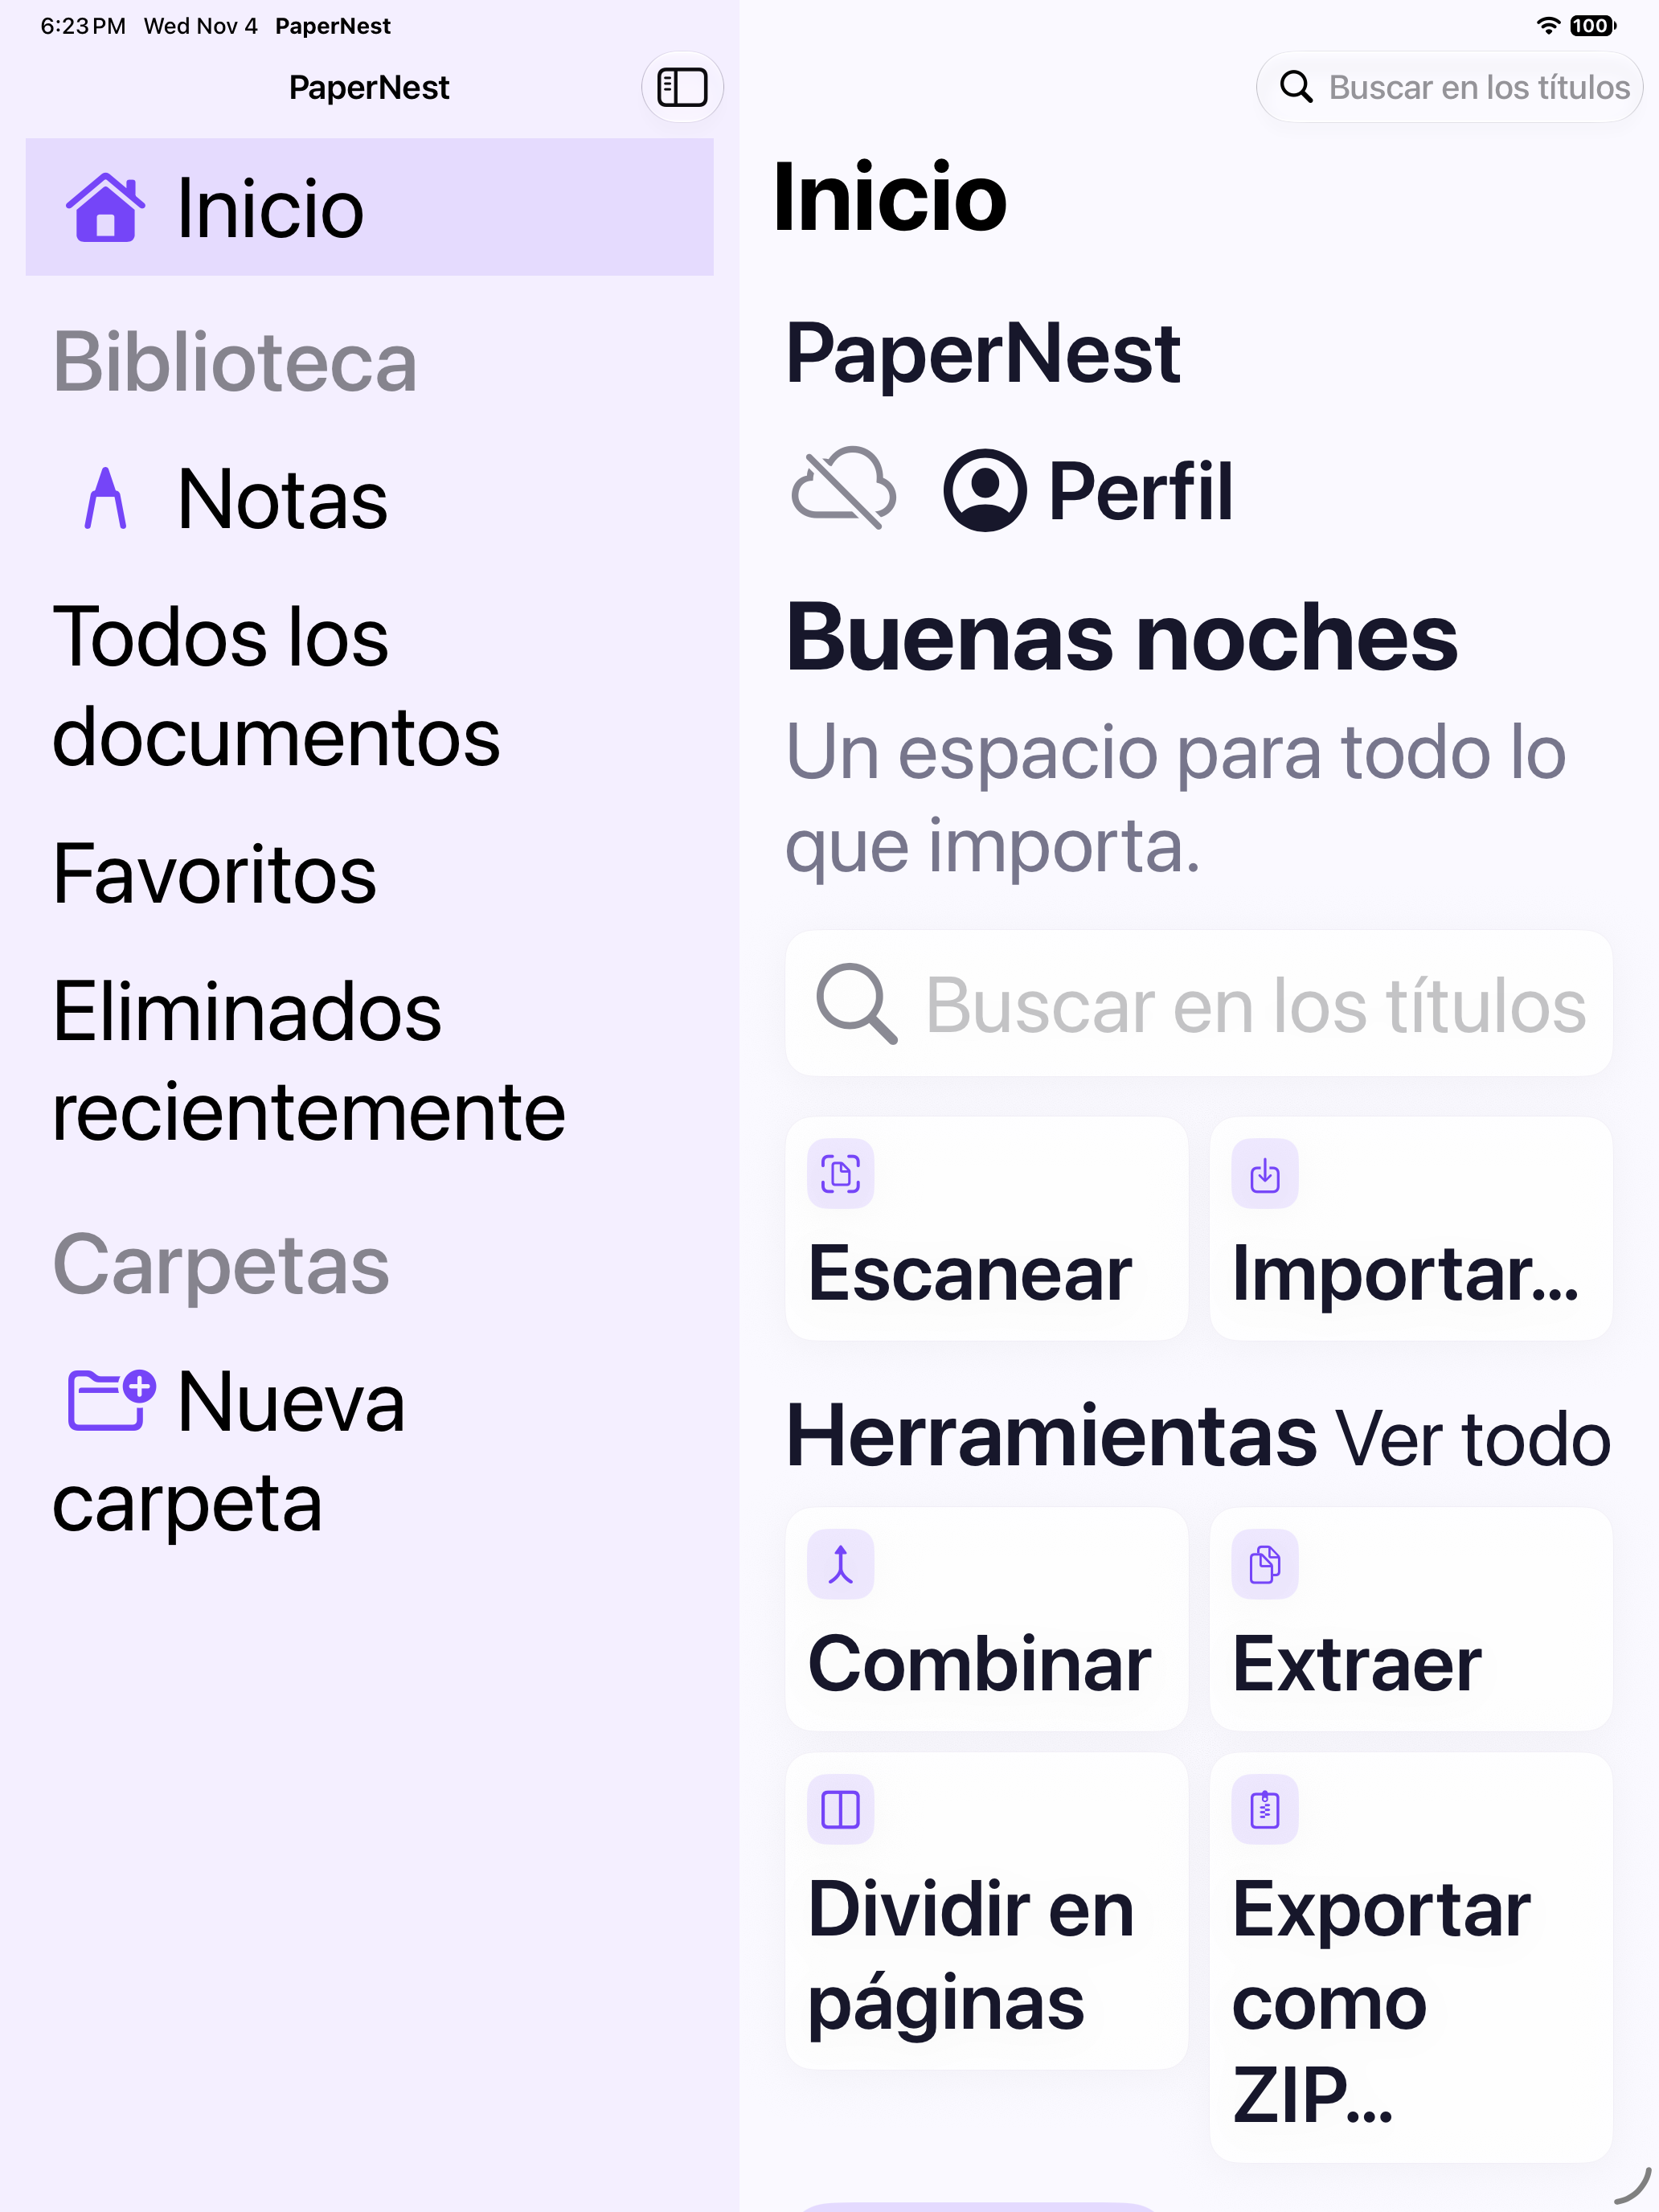 6:23 PM Wed Nov 4 PaperNest
100
PaperNest
Inicio
Biblioteca
Notas
Todos los
documentos
Favoritos
Eliminados
recientemente
Carpetas
Nueva
carpeta
Buscar en los títulos
Inicio
PaperNest
Perfil
Buenas noches
Un espacio para todo lo
que importa.
Buscar en los títulos
Escanear
Importar...
Herramientas Ver todo
Combinar
Extraer
Dividir en
páginas
Exportar
como
ZIP...